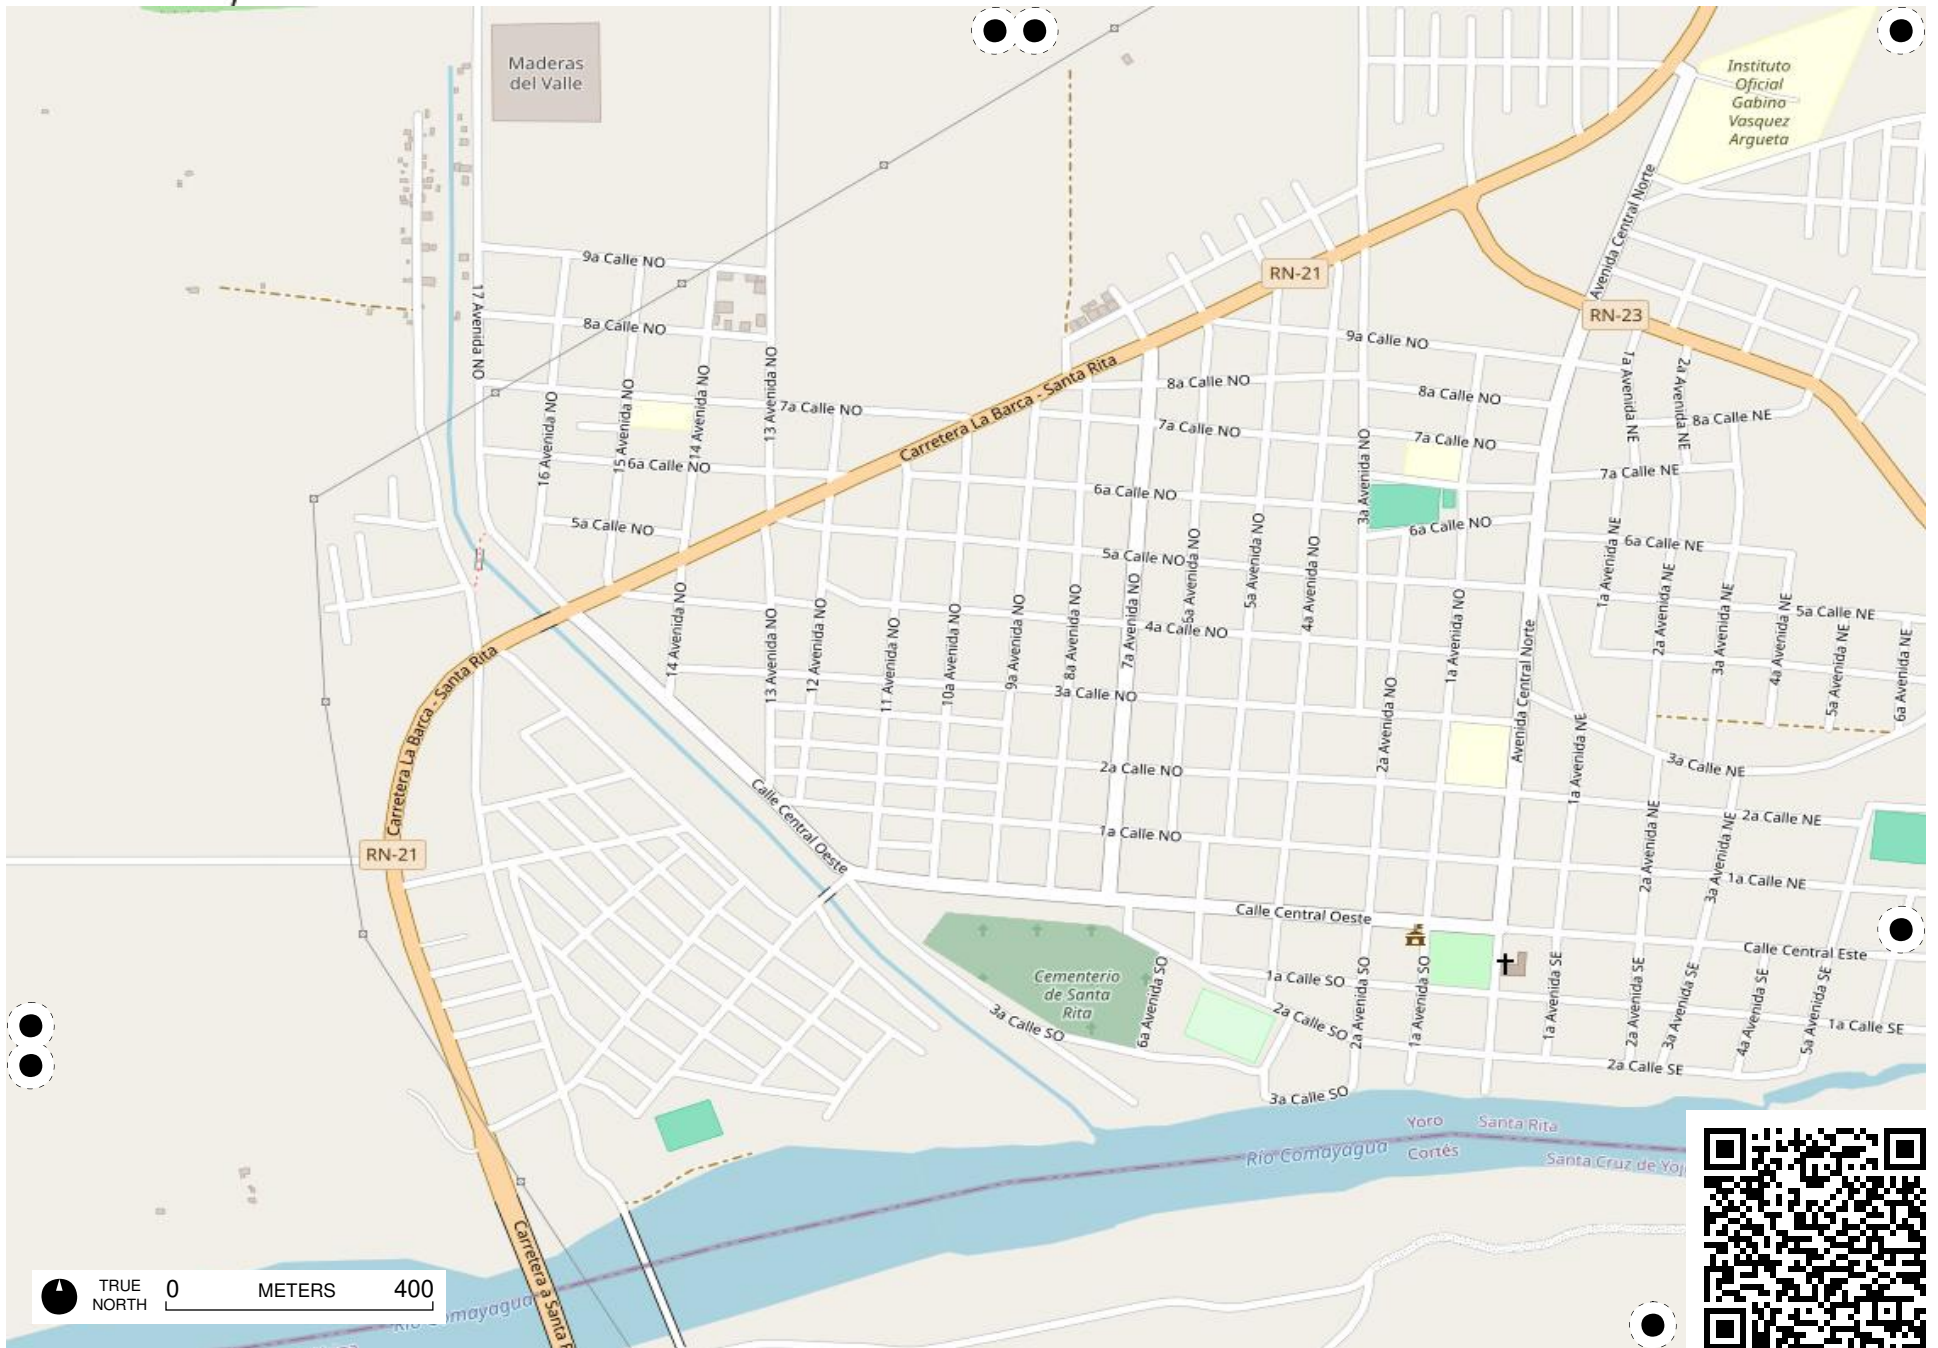 Maderas
del Valle
Instituto
Oficial
Gabino
Vasquez
Argueta
Avenida Central Norte
9a Calle NO
RN-21
17 Avenida NO
8a Calle NO
RN-23
9a Calle NO
1a Avenida NE
2a Avenida NE
Carretera La Barca - Santa Rita
8a Calle NO
8a Calle NO
13 Avenida NO
14 Avenida NO
15 Avenida NO
16 Avenida NO
7a Calle NO
8a Calle NE
7a Calle NO
7a Calle NO
3a Avenida NO
6a Calle NO
7a Calle NE
6a Calle NO
5a Calle NO
6a Calle NO
6a Calle NE
5a Calle NO
6a Avenida NO
5a Avenida NO
4a Avenida NO
1a Avenida NE
2a Avenida NE
3a Avenida NE
4a Avenida NE
5a Calle NE
5a Avenida NE
6a Avenida NE
14 Avenida NO
13 Avenida NO
12 Avenida NO
11 Avenida NO
10a Avenida NO
9a Avenida NO
8a Avenida NO
7a Avenida NO
4a Calle NO
1a Avenida NO
2a Avenida NO
Avenida Central Norte
3a Calle NO
1a Avenida NE
Carretera La Barca - Santa Rita
3a Calle NE
2a Calle NO
Calle Central Oeste
2a Avenida NE
3a Avenida NE
2a Calle NE
1a Calle NO
RN-21
1a Calle NE
Calle Central Oeste
Calle Central Este
Cementerio
de Santa
Rita
6a Avenida SO
1a Calle SO
2a Avenida SO
1a Avenida SO
1a Avenida SE
2a Avenida SE
3a Avenida SE
4a Avenida SE
5a Avenida SE
3a Calle SO
2a Calle SO
1a Calle SE
2a Calle SE
3a Calle SO
Yoro
Santa Rita
Río Comayagua
Cortés
Santa Cruz de Yoj
Carretera a Santa R
TRUE
NORTH
0
METERS
400
Río Comayagua